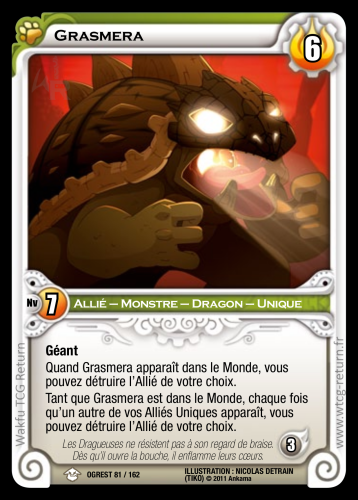 Grasmera
6
Nv 7 Allié – Monstre – Dragon – Unique
Géant
Quand Grasmera apparaît dans le Monde, vous
pouvez détruire l'Allié de votre choix.
Tant que Grasmera est dans le Monde, chaque fois
qu'un autre de vos Alliés Uniques apparaît, vous
pouvez détruire l'Allié de votre choix.
Les Dragueuses ne résistent pas à son regard de braise.
Dès qu'il ouvre la bouche, il enflamme leurs cœurs.
3
OGREST 81 / 162
ILLUSTRATION : NICOLAS DETRAIN
(TIKO) © 2011 Ankama
Wakfu TCG Return
www.wtcg-return.fr